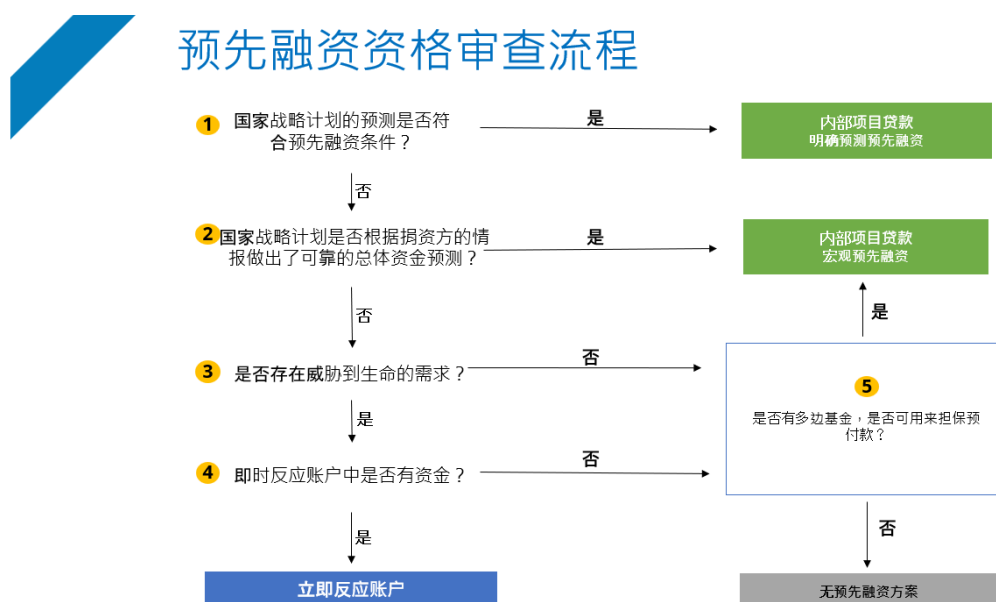 预先融资资格审查流程
1 国家战略计划的预测是否符
合预先融资条件？
是
内部项目贷款
明确预测预先融资
否
2 国家战略计划是否根据捐资方的情
报做出了可靠的总体资金预测？
是
内部项目贷款
宏观预先融资
否
是
3 是否存在威胁到生命的需求？
否
5
是否有多边基金，是否可用来担保预
付款？
是
4 即时反应账户中是否有资金？
否
是
否
立即反应账户
无预先融资方案